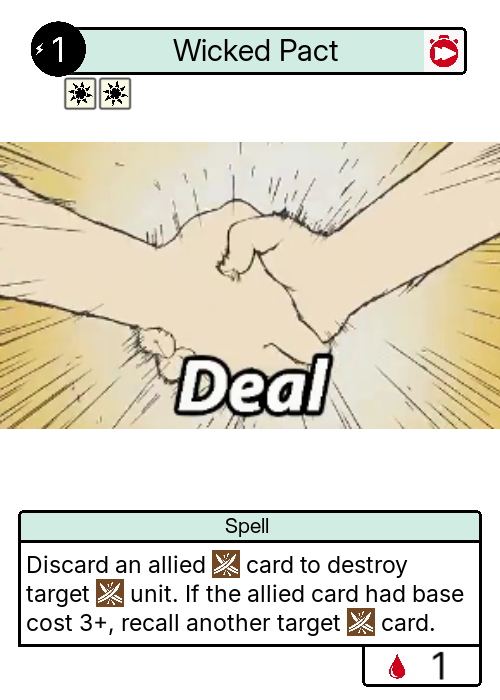 1 Wicked Pact
Deal
Spell
Discard an allied card to destroy
target unit. If the allied card had base
cost 3+, recall another target card.
1